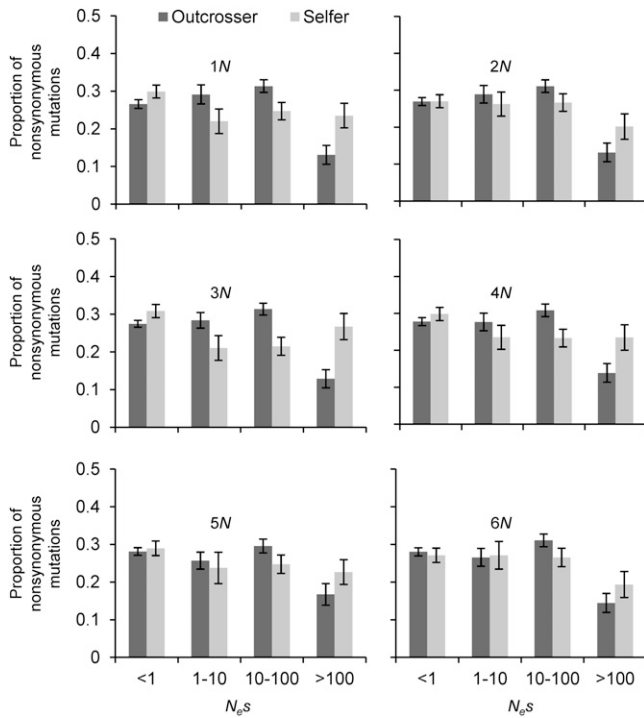 Outcrosser Selfer
Proportion of
nonsynonymous
mutations
0.5
0.4
0.3
0.2
0.1
0
1N
2N
Proportion of
nonsynonymous
mutations
0.5
0.4
0.3
0.2
0.1
0
3N
4N
Proportion of
nonsynonymous
mutations
0.5
0.4
0.3
0.2
0.1
0
5N
6N
<1 1-10 10-100 >100
<1 1-10 10-100 >100
Nes
Nes